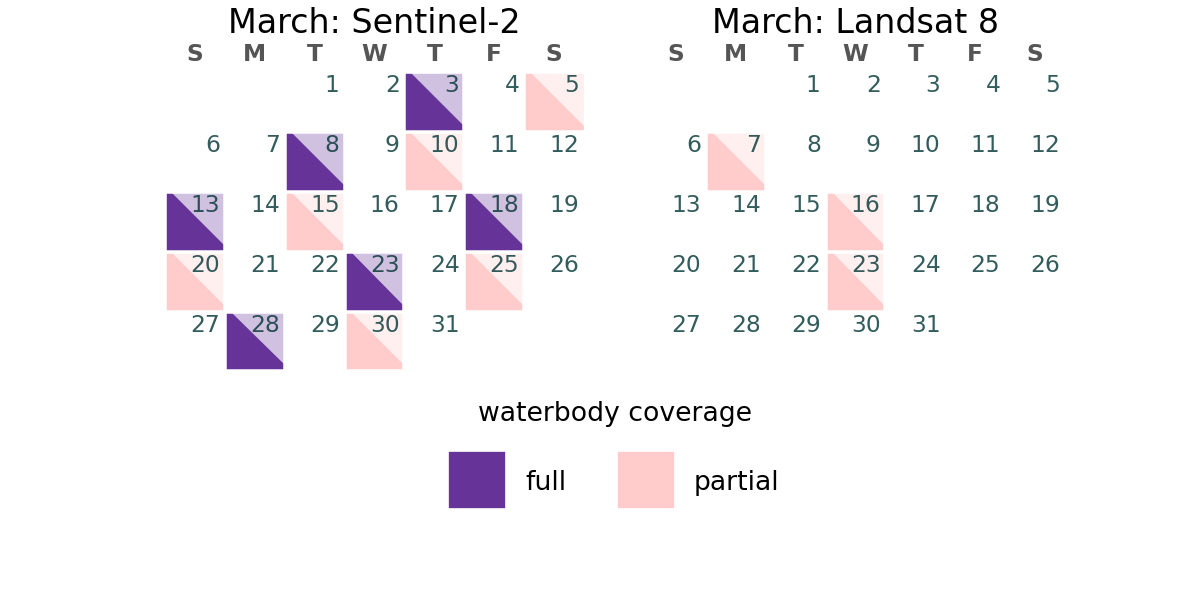 March: Sentinel-2
S M T W T F S
1 2 3 4 5
6 7 8 9 10 11 12
13 14 15 16 17 18 19
20 21 22 23 24 25 26
27 28 29 30 31
March: Landsat 8
S M T W T F S
1 2 3 4 5
6 7 8 9 10 11 12
13 14 15 16 17 18 19
20 21 22 23 24 25 26
27 28 29 30 31
waterbody coverage
full
partial